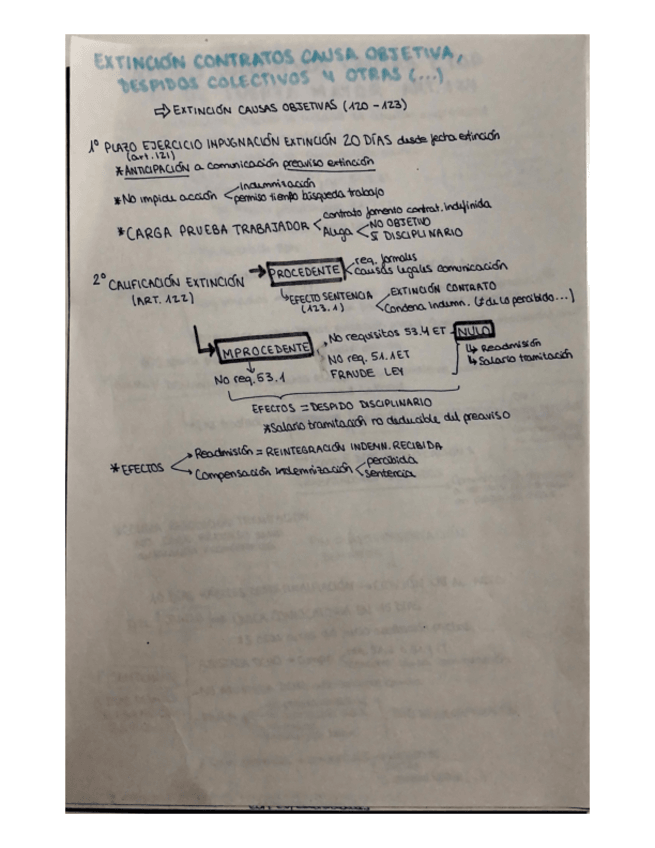 EXTINCIÓN CONTRATOS CAUSA OBJETIVA,
DESPIDOS COLECTIVOS Y OTRAS (...)
⇨ EXTINCIÓN CAUSAS OBJETIVAS (120-123)
1º PLAZO EJERCICIO IMPUGNACIÓN EXTINCIÓN 20 DÍAS desde fecha extinción
(art. 121)
*ANTICIPACIÓN a comunicación preaviso extinción
*No impide acción < indemnización
permiso tiempo búsqueda trabajo
*CARGA PRUEBA TRABAJADOR < contrato fomento contrat. indefinida
Aluga < NO OBJETIVO
SÍ DISCIPLINARIO
2º CALIFICACIÓN EXTINCIÓN → PROCEDENTE < req. formales
(ART. 122) causas legales comunicación
↳ EFECTO SENTENCIA < EXTINCIÓN CONTRATO
(123.1) Condena indemn. (≠ de lo percibido...)
↳ IMPROCEDENTE
No req. 53.1
No requisitos 53.4 ET - NULO
No req. 51.1 ET
FRAUDE LEY
↳ Readmisión
↳ Salario tramitación
EFECTOS = DESPIDO DISCIPLINARIO
*Salario tramitación no deducible del preaviso
*EFECTOS < Readmisión = REINTEGRACIÓN INDEMN. RECIBIDA
Compensación indemnización < percibida
sentencia